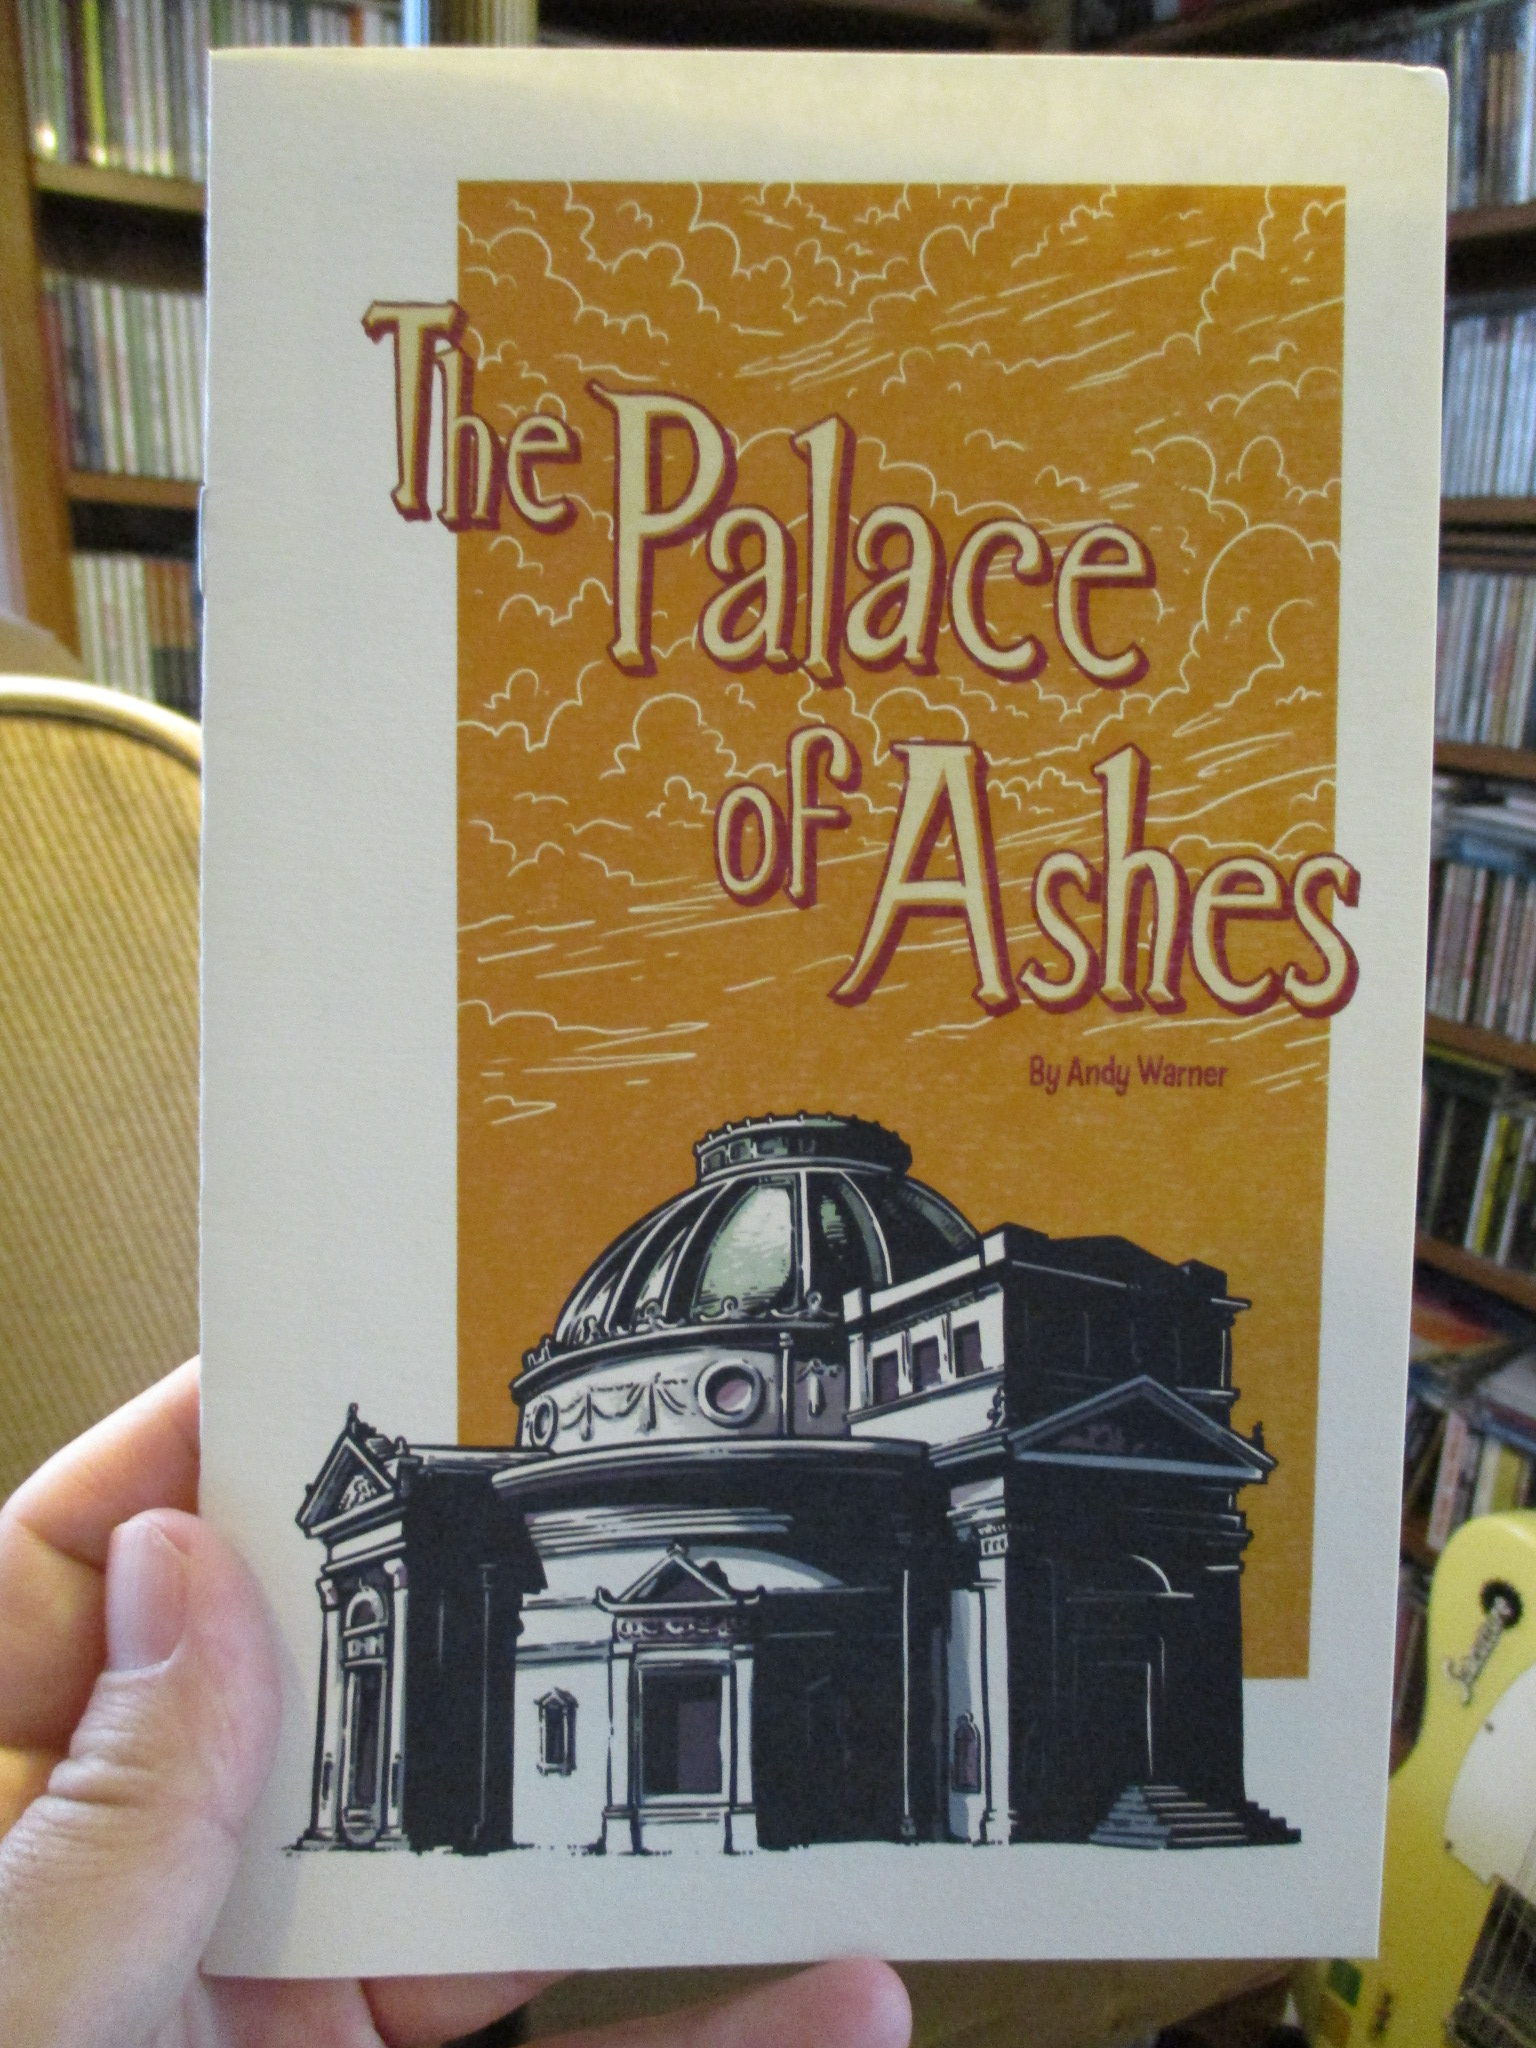 The Palace
of Ashes
By Andy Warner